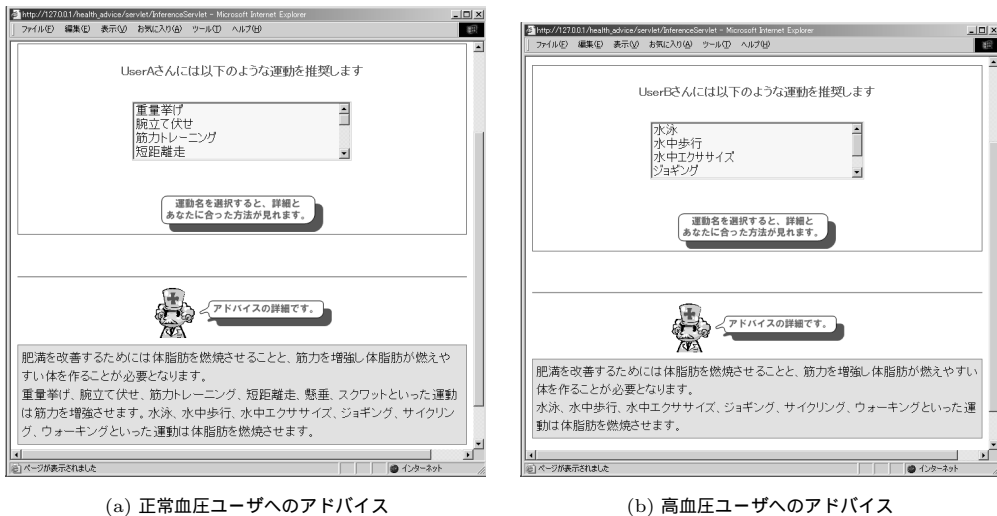 http://127.0.0.1/health_advice/servlet/InferenceServlet - Microsoft Internet Explorer
ファイル(F) 編集(E) 表示(V) お気に入り(A) ツール(T) ヘルプ(H)
UserAさんには以下のような運動を推奨します
重量挙げ
腕立て伏せ
筋力トレーニング
短距離走
運動名を選択すると、詳細と
あなたに合った方法が見れます。
アドバイスの詳細です。
肥満を改善するためには体脂肪を燃焼させることと、筋力を増強し体脂肪が燃えや
すい体を作ることが必要となります。
重量挙げ、腕立て伏せ、筋力トレーニング、短距離走、懸垂、スクワットといった運動
は筋力を増強させます。水泳、水中歩行、水中エクササイズ、ジョギング、サイクリン
グ、ウォーキングといった運動は体脂肪を燃焼させます。
ページが表示されました
インターネット
(a) 正常血圧ユーザへのアドバイス
http://127.0.0.1/health_advice/servlet/InferenceServlet - Microsoft Internet Explorer
ファイル(F) 編集(E) 表示(V) お気に入り(A) ツール(T) ヘルプ(H)
UserBさんには以下のような運動を推奨します
水泳
水中歩行
水中エクササイズ
ジョギング
運動名を選択すると、詳細と
あなたに合った方法が見れます。
アドバイスの詳細です。
肥満を改善するためには体脂肪を燃焼させることと、筋力を増強し体脂肪が燃えやすい
体を作ることが必要となります。
水泳、水中歩行、水中エクササイズ、ジョギング、サイクリング、ウォーキングといった運
動は体脂肪を燃焼させます。
ページが表示されました
インターネット
(b) 高血圧ユーザへのアドバイス